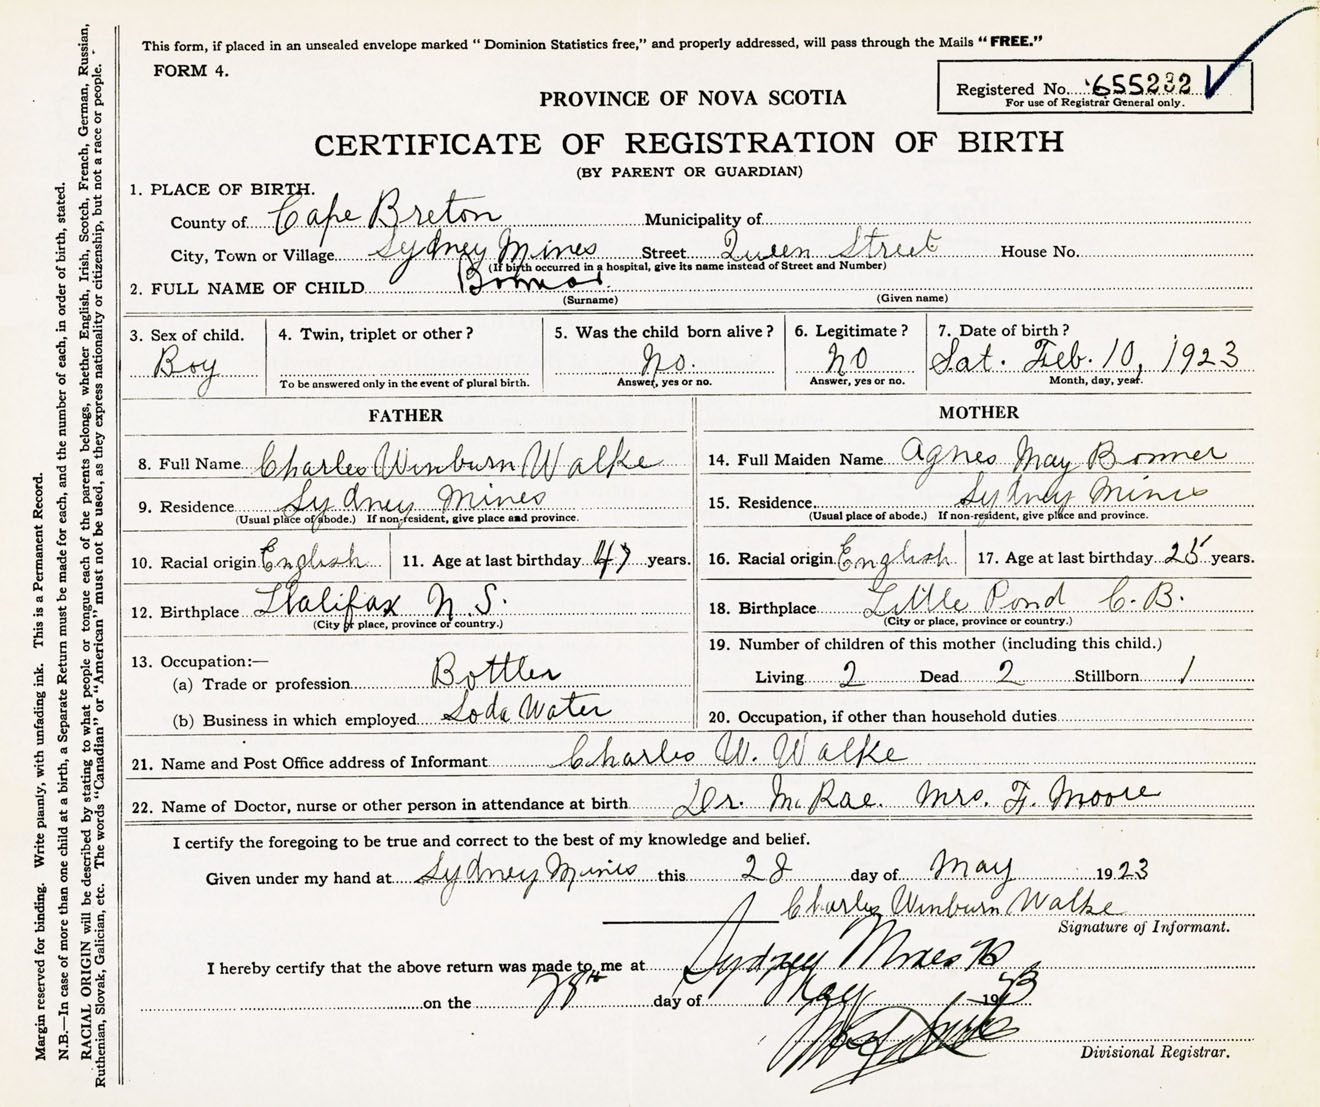 This form, if placed in an unsealed envelope marked "Dominion Statistics free," and properly addressed, will pass through the Mails "FREE."
FORM 4.
Registered No. 655232
For use of Registrar General only.
PROVINCE OF NOVA SCOTIA
CERTIFICATE OF REGISTRATION OF BIRTH
(BY PARENT OR GUARDIAN)
1. PLACE OF BIRTH.
County of Cape Breton Municipality of
City, Town or Village Sydney Mines Street Queen Street House No.
(If birth occurred in a hospital, give its name instead of Street and Number)
2. FULL NAME OF CHILD
(Surname) (Given name)
3. Sex of child. 4. Twin, triplet or other? 5. Was the child born alive? 6. Legitimate? 7. Date of birth?
Boy No. No Sat. Feb. 10, 1923
To be answered only in the event of plural birth. Answer, yes or no. Answer, yes or no. Month, day, year.
FATHER MOTHER
8. Full Name Charles Winburn Walke 14. Full Maiden Name Agnes May Bonner
9. Residence Sydney Mines 15. Residence Sydney Mines
(Usual place of abode.) If non-resident, give place and province. (Usual place of abode.) If non-resident, give place and province.
10. Racial origin English 11. Age at last birthday 47 years. 16. Racial origin English 17. Age at last birthday 25 years.
12. Birthplace Halifax N.S. 18. Birthplace Little Pond C.B.
(City or place, province or country.) (City or place, province or country.)
13. Occupation:— 19. Number of children of this mother (including this child.)
(a) Trade or profession Bottler Living 2 Dead 2 Stillborn 1
(b) Business in which employed Soda Water 20. Occupation, if other than household duties
21. Name and Post Office address of Informant Charles W. Walke
22. Name of Doctor, nurse or other person in attendance at birth Dr. McRae. Mrs. F. Moore
I certify the foregoing to be true and correct to the best of my knowledge and belief.
Given under my hand at Sydney Mines this 28 day of May 1923
Charles Winburn Walke
Signature of Informant.
I hereby certify that the above return was made to me at Sydney Mines
on the 28th day of May 1923
Divisional Registrar.
Margin reserved for binding. Write plainly, with unfading ink. This is a Permanent Record.
N.B.—In case of more than one child at a birth, a Separate Return must be made for each, and the number of each, in order of birth, stated.
RACIAL ORIGIN will be described by stating to what people or tongue each of the parents belongs, whether English, Irish, Scotch, French, German, Russian,
Ruthenian, Slovak, Galician, etc. The words "Canadian" or "American" must not be used, as they express nationality or citizenship, but not a race or people.